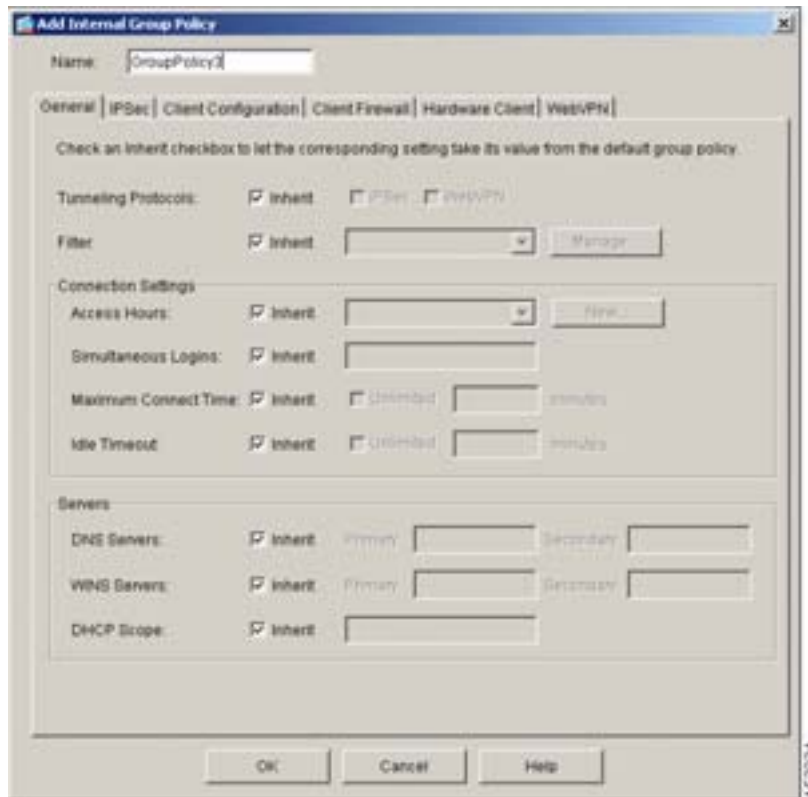 Add Internal Group Policy
Name: GroupPolicy3
General IPSec Client Configuration Client Firewall Hardware Client WebVPN
Check an Inherit checkbox to let the corresponding setting take its value from the default group policy.
Tunneling Protocols: Inherit IPSec WebVPN
Filter: Inherit Manage
Connection Settings
Access Hours: Inherit New
Simultaneous Logins: Inherit
Maximum Connect Time: Inherit Unlimited minutes
Idle Timeout: Inherit Unlimited minutes
Servers
DNS Servers: Inherit Primary Secondary
WINS Servers: Inherit Primary Secondary
DHCP Scope: Inherit
OK Cancel Help